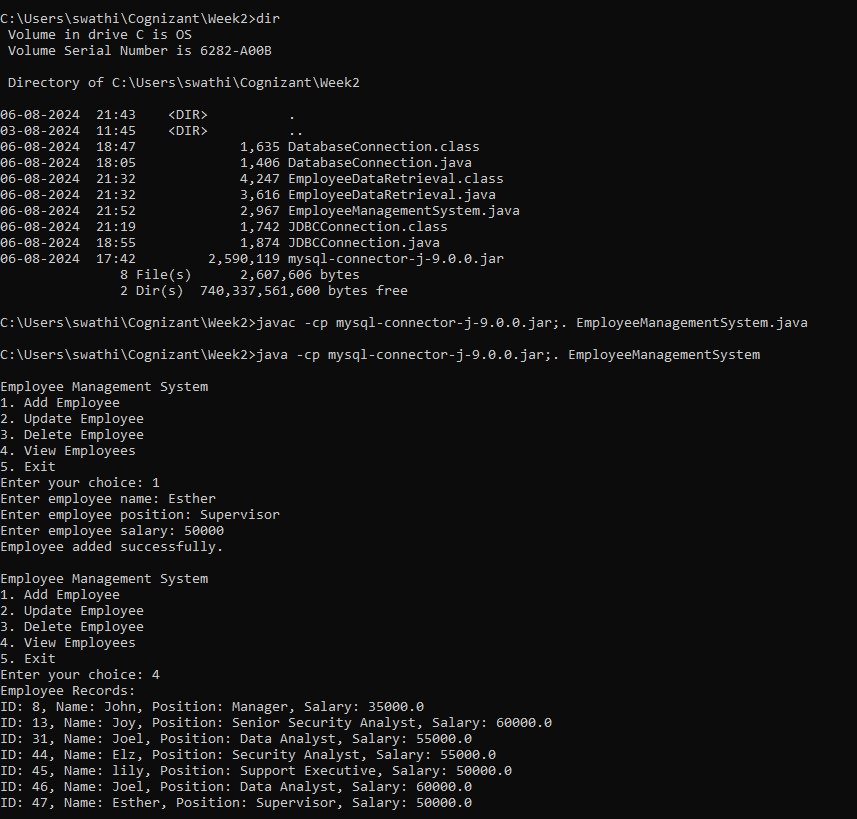 C:\Users\swathi\Cognizant\Week2>dir
 Volume in drive C is OS
 Volume Serial Number is 6282-A00B

 Directory of C:\Users\swathi\Cognizant\Week2

06-08-2024  21:43    <DIR>          .
03-08-2024  11:45    <DIR>          ..
06-08-2024  18:47             1,635 DatabaseConnection.class
06-08-2024  18:05             1,406 DatabaseConnection.java
06-08-2024  21:32             4,247 EmployeeDataRetrieval.class
06-08-2024  21:32             3,616 EmployeeDataRetrieval.java
06-08-2024  21:52             2,967 EmployeeManagementSystem.java
06-08-2024  21:19             1,742 JDBCConnection.class
06-08-2024  18:55             1,874 JDBCConnection.java
06-08-2024  17:42         2,590,119 mysql-connector-j-9.0.0.jar
               8 File(s)      2,607,606 bytes
               2 Dir(s)  740,337,561,600 bytes free

C:\Users\swathi\Cognizant\Week2>javac -cp mysql-connector-j-9.0.0.jar;. EmployeeManagementSystem.java

C:\Users\swathi\Cognizant\Week2>java -cp mysql-connector-j-9.0.0.jar;. EmployeeManagementSystem

Employee Management System
1. Add Employee
2. Update Employee
3. Delete Employee
4. View Employees
5. Exit
Enter your choice: 1
Enter employee name: Esther
Enter employee position: Supervisor
Enter employee salary: 50000
Employee added successfully.

Employee Management System
1. Add Employee
2. Update Employee
3. Delete Employee
4. View Employees
5. Exit
Enter your choice: 4
Employee Records:
ID: 8, Name: John, Position: Manager, Salary: 35000.0
ID: 13, Name: Joy, Position: Senior Security Analyst, Salary: 60000.0
ID: 31, Name: Joel, Position: Data Analyst, Salary: 55000.0
ID: 44, Name: Elz, Position: Security Analyst, Salary: 55000.0
ID: 45, Name: lily, Position: Support Executive, Salary: 50000.0
ID: 46, Name: Joel, Position: Data Analyst, Salary: 60000.0
ID: 47, Name: Esther, Position: Supervisor, Salary: 50000.0